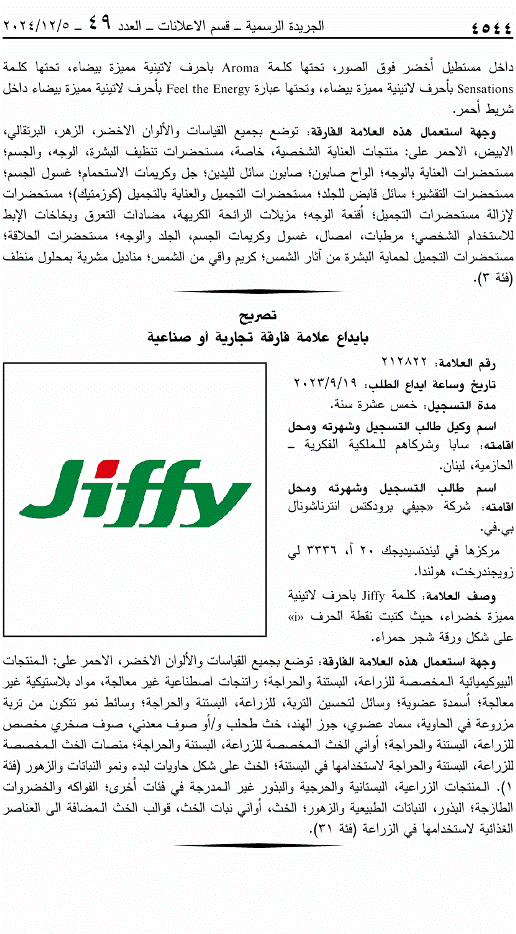 ٤٥٤٤
الجريدة الرسمية ــ قسم الاعلانات ــ العدد ٤٩ ــ ٢٠٢٤/١٢/٥
داخل مستطيل أخضر فوق الصور، تحتها كلمة Aroma باحرف لاتينية مميزة بيضاء، تحتها كلمة
Sensations بأحرف لاتينية مميزة بيضاء، وتحتها عبارة Feel the Energy بأحرف لاتينية مميزة بيضاء داخل
شريط أحمر.
وجهة استعمال هذه العلامة الفارقة: توضع بجميع القياسات والألوان الاخضر، الزهر، البرتقالي،
الابيض، الاحمر على: منتجات العناية الشخصية، خاصة، مستحضرات تنظيف البشرة، الوجه، والجسم؛
مستحضرات العناية بالوجه؛ الواح صابون؛ صابون سائل لليدين؛ جل وكريمات الاستحمام؛ غسول الجسم؛
مستحضرات التقشير؛ سائل قابض للجلد؛ مستحضرات التجميل والعناية بالتجميل (كوزمتيك)؛ مستحضرات
لإزالة مستحضرات التجميل؛ أقنعة الوجه؛ مزيلات الرائحة الكريهة، مضادات التعرق وبخاخات الإبط
للاستخدام الشخصي؛ مرطبات، امصال، غسول وكريمات الجسم، الجلد والوجه؛ مستحضرات الحلاقة؛
مستحضرات التجميل لحماية البشرة من آثار الشمس؛ كريم واقي من الشمس؛ مناديل مشربة بمحلول منظف
(فئة ٣).
تصريح
بايداع علامة فارقة تجارية أو صناعية
رقم العلامة: ٢١٢٨٢٢
تاريخ وساعة ايداع الطلب: ٢٠٢٣/٩/١٩
مدة التسجيل: خمس عشرة سنة.
اسم وكيل طالب التسجيل وشهرته ومحل
اقامته: سابا وشركاهم للملكية الفكرية ــ
الحازمية، لبنان.
اسم طالب التسجيل وشهرته ومحل
اقامته: شركة «جيفي برودكتس انترناشونال
بي.في.
مركزها في ليندتسيديجك ٢٠ آ، ٣٣٣٦ لي
زويجندرخت، هولندا.
وصف العلامة: كلمة Jiffy باحرف لاتينية
مميزة خضراء، حيث كتبت نقطة الحرف «i»
على شكل ورقة شجر حمراء.
Jiffy
وجهة استعمال هذه العلامة الفارقة: توضع بجميع القياسات والألوان الاخضر، الاحمر على: المنتجات
البيوكيميائية المخصصة للزراعة، البستنة والحراجة؛ راتنجات اصطناعية غير معالجة، مواد بلاستيكية غير
معالجة؛ أسمدة عضوية؛ وسائل لتحسين التربة، للزراعة، البستنة والحراجة؛ وسائط نمو تتكون من تربة
مزروعة في الحاوية، سماد عضوي، جوز الهند، خث طحلب و/أو صوف معدني، صوف صخري مخصص
للزراعة، البستنة والحراجة؛ أواني الخث المخصصة للزراعة، البستنة والحراجة؛ منصات الخث المخصصة
للزراعة، البستنة والحراجة لاستخدامها في البستنة؛ الخث على شكل حاويات لبدء ونمو النباتات والزهور (فئة
١). المنتجات الزراعية، البستانية والحرجية والبذور غير المدرجة في فئات أخرى؛ الفواكه والخضروات
الطازجة؛ البذور، النباتات الطبيعية والزهور؛ الخث، أواني نبات الخث، قوالب الخث المضافة الى العناصر
الغذائية لاستخدامها في الزراعة (فئة ٣١).